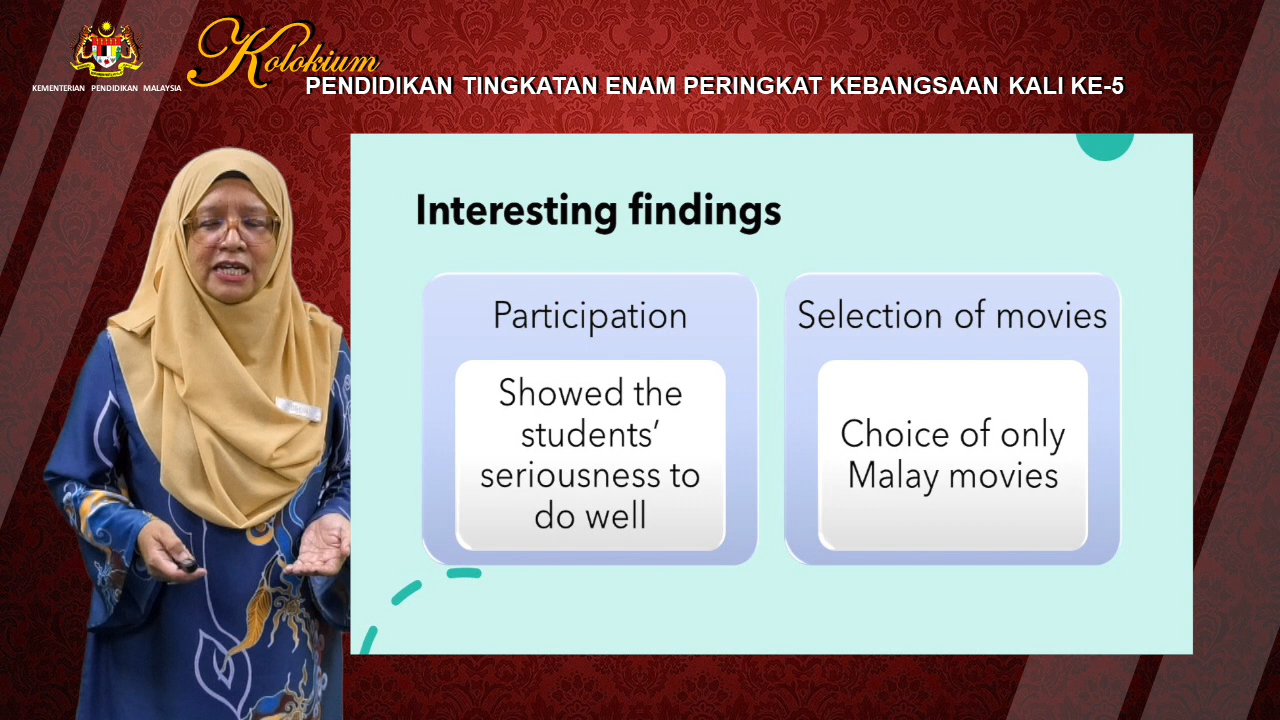 Kolokium
KEMENTERIAN PENDIDIKAN MALAYSIA
PENDIDIKAN TINGKATAN ENAM PERINGKAT KEBANGSAAN KALI KE-5
Interesting findings
Participation
Showed the
students’
seriousness to
do well
Selection of movies
Choice of only
Malay movies